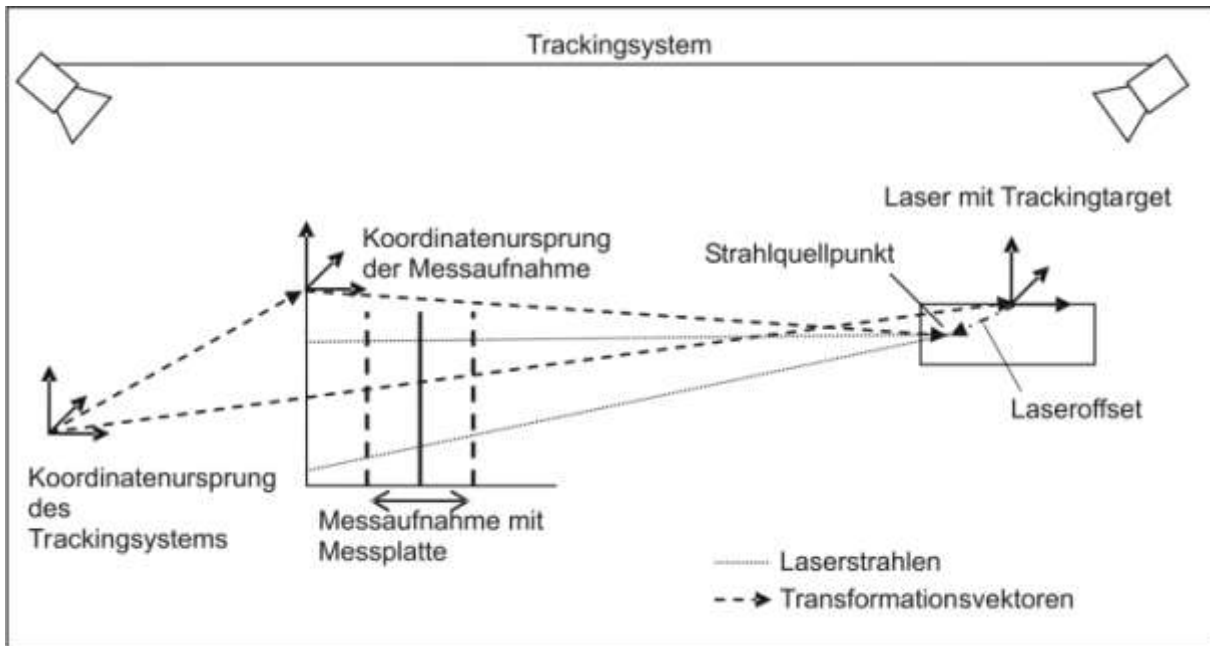 Trackingsystem
Laser mit Trackingtarget
Koordinatenursprung
der Messaufnahme
Strahlquellpunkt
Laseroffset
Koordinatenursprung
des
Trackingsystems
Messaufnahme mit
Messplatte
Laserstrahlen
Transformationsvektoren